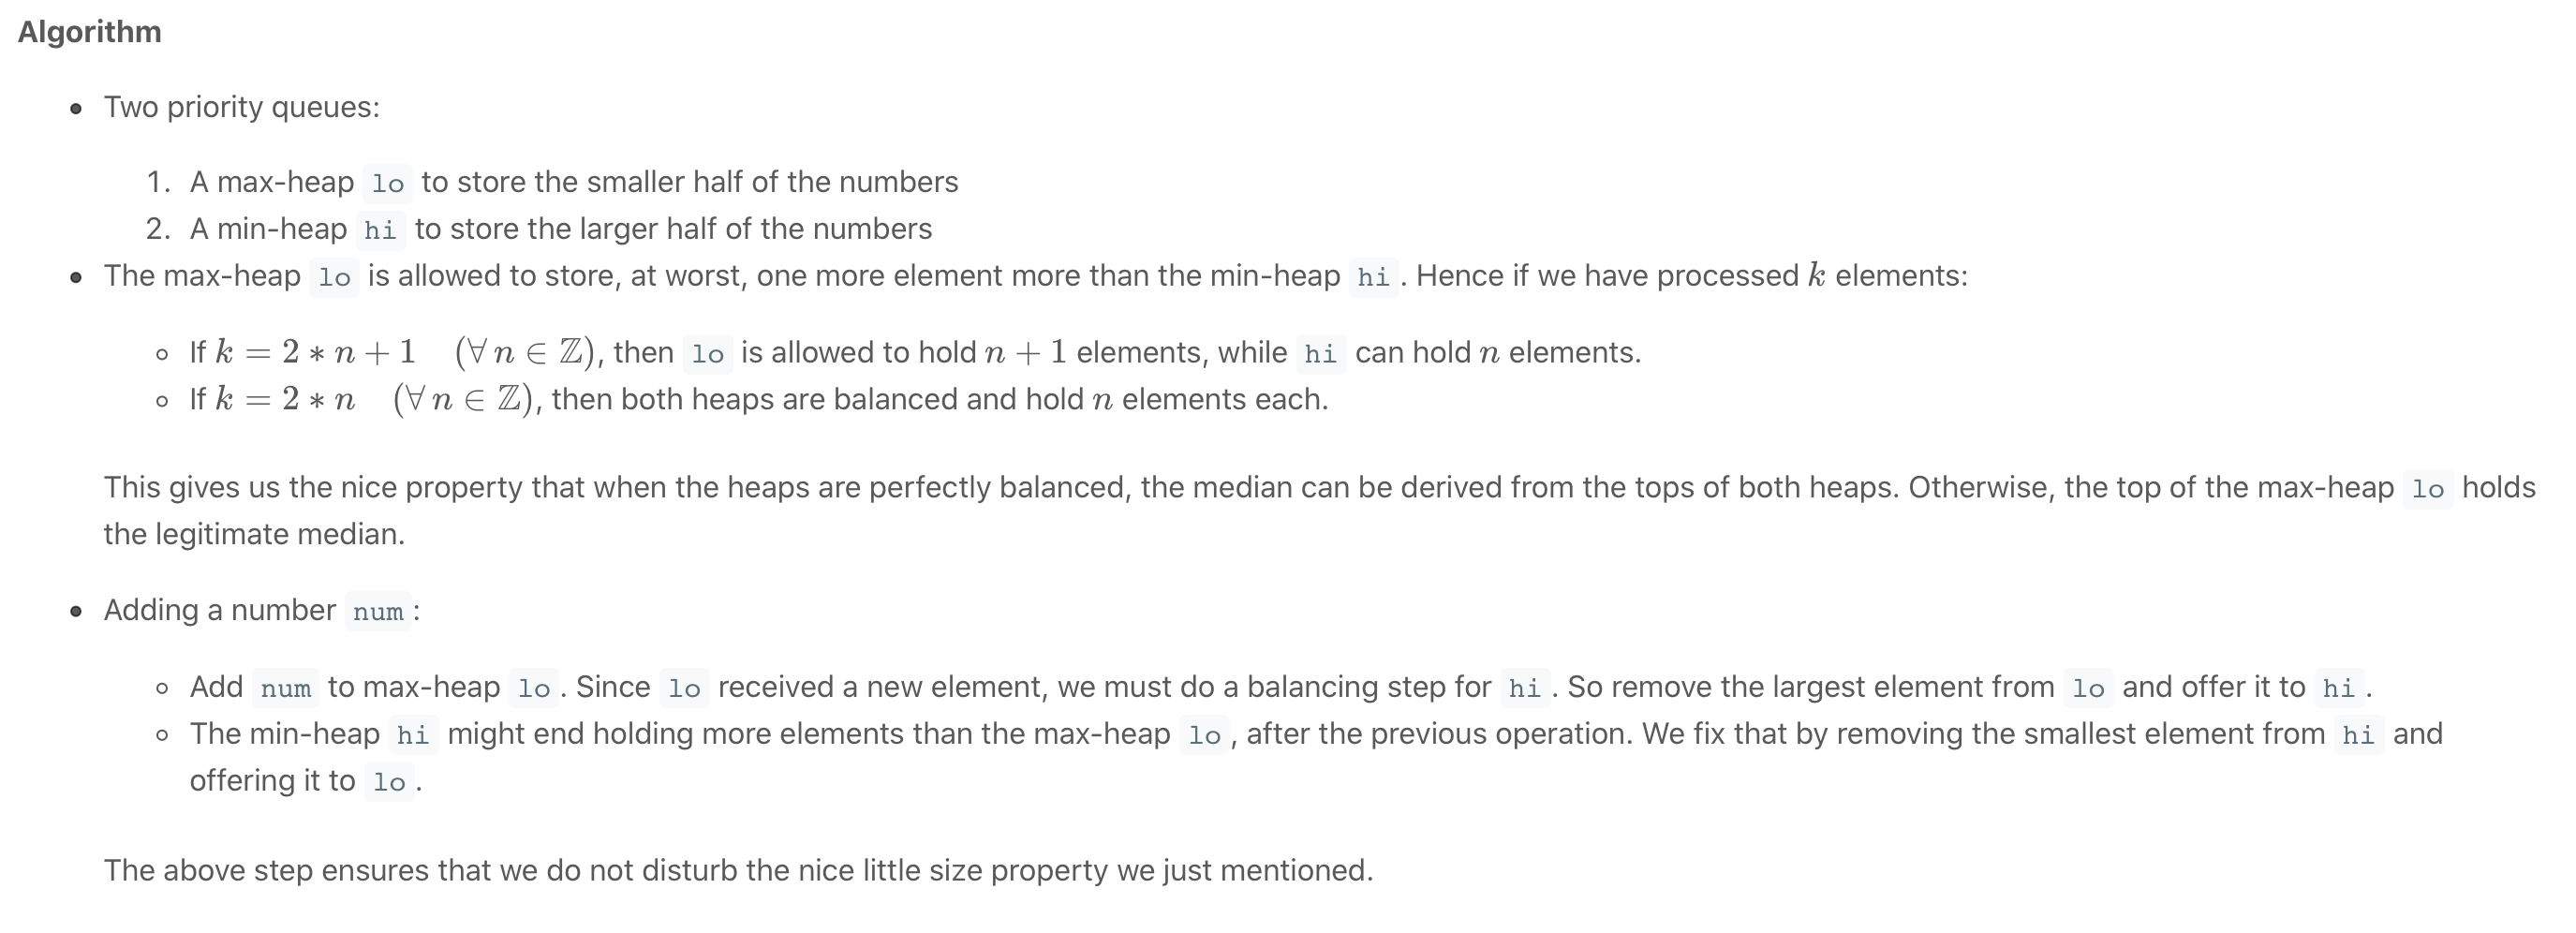 Algorithm
• Two priority queues:
1. A max-heap lo to store the smaller half of the numbers
2. A min-heap hi to store the larger half of the numbers
• The max-heap lo is allowed to store, at worst, one more element more than the min-heap hi. Hence if we have processed k elements:
◦ If k = 2 * n + 1 (∀ n ∈ ℤ), then lo is allowed to hold n + 1 elements, while hi can hold n elements.
◦ If k = 2 * n (∀ n ∈ ℤ), then both heaps are balanced and hold n elements each.
This gives us the nice property that when the heaps are perfectly balanced, the median can be derived from the tops of both heaps. Otherwise, the top of the max-heap lo holds
the legitimate median.
• Adding a number num:
◦ Add num to max-heap lo. Since lo received a new element, we must do a balancing step for hi. So remove the largest element from lo and offer it to hi.
◦ The min-heap hi might end holding more elements than the max-heap lo, after the previous operation. We fix that by removing the smallest element from hi and
offering it to lo.
The above step ensures that we do not disturb the nice little size property we just mentioned.